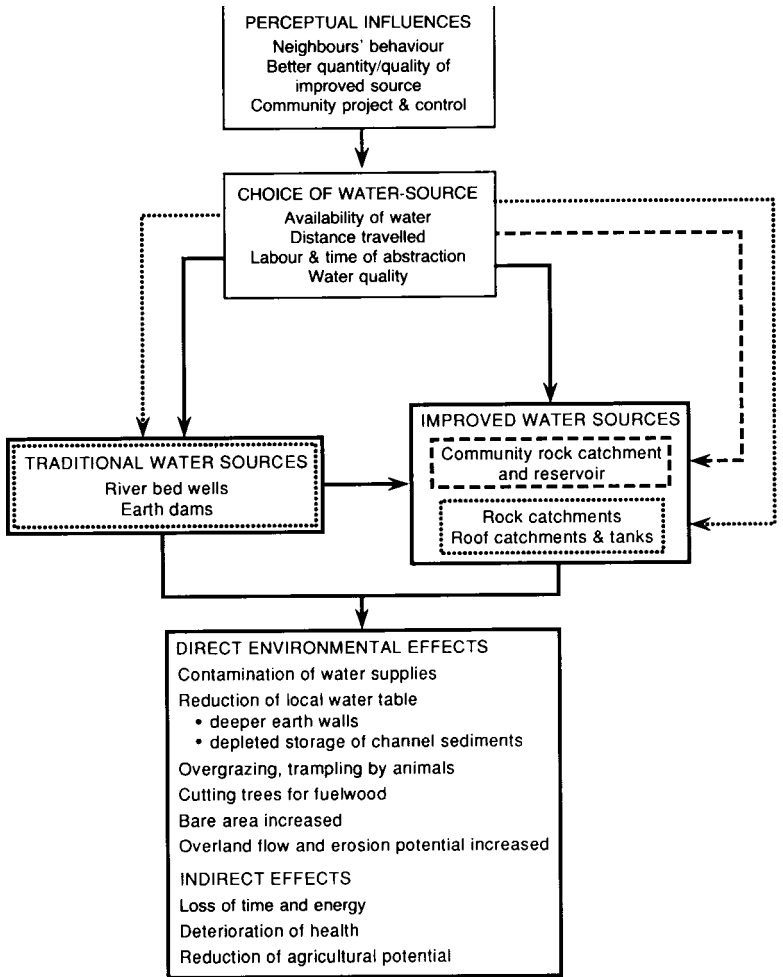 PERCEPTUAL INFLUENCES
Neighbours' behaviour
Better quantity/quality of
improved source
Community project & control
CHOICE OF WATER-SOURCE
Availability of water
Distance travelled
Labour & time of abstraction
Water quality
TRADITIONAL WATER SOURCES
River bed wells
Earth dams
IMPROVED WATER SOURCES
Community rock catchment
and reservoir
Rock catchments
Roof catchments & tanks
DIRECT ENVIRONMENTAL EFFECTS
Contamination of water supplies
Reduction of local water table
• deeper earth walls
• depleted storage of channel sediments
Overgrazing, trampling by animals
Cutting trees for fuelwood
Bare area increased
Overland flow and erosion potential increased
INDIRECT EFFECTS
Loss of time and energy
Deterioration of health
Reduction of agricultural potential